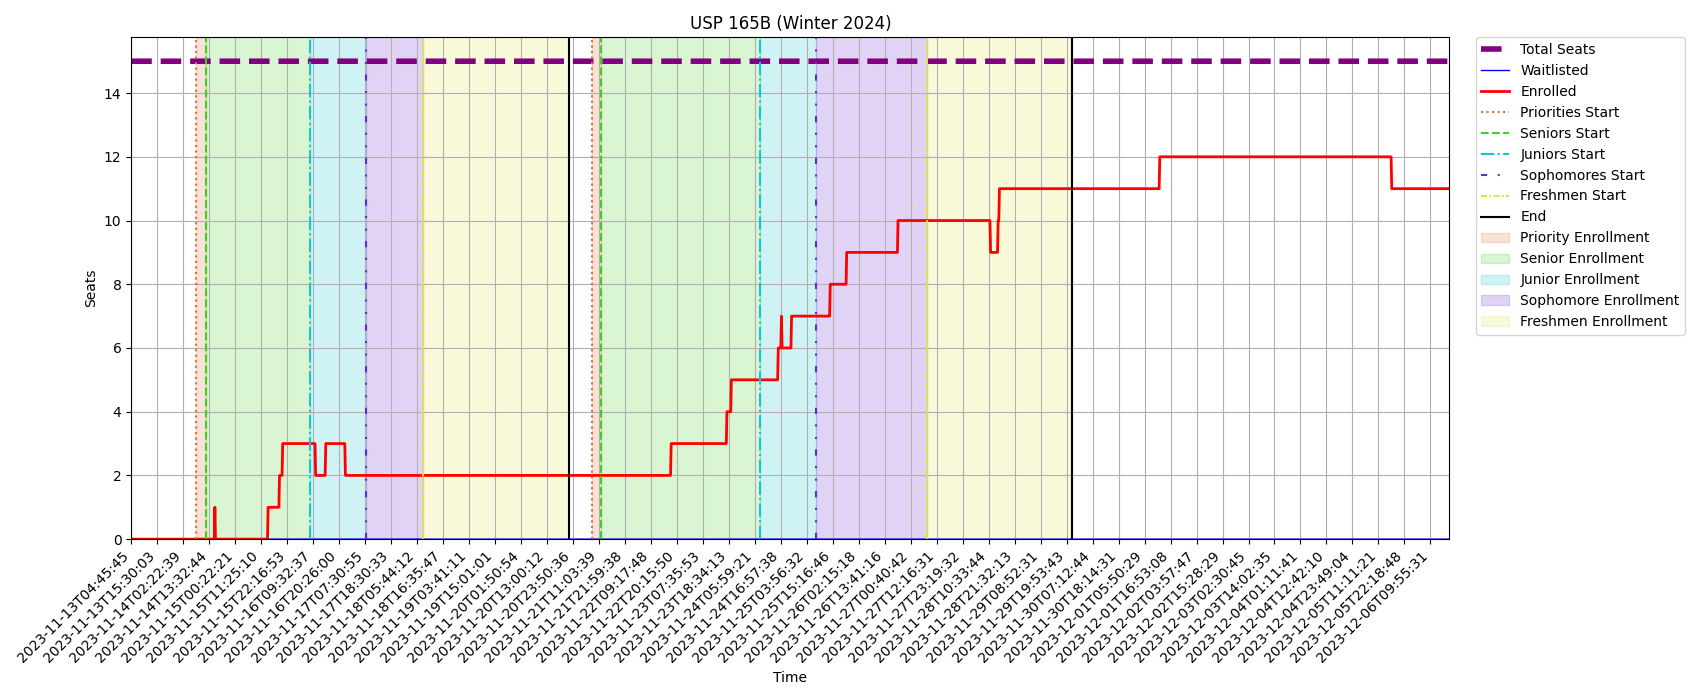 USP 165B (Winter 2024)
Seats
14
12
10
8
6
4
2
0
2023-11-13T04:45:45
2023-11-13T15:30:03
2023-11-14T02:22:39
2023-11-14T13:32:44
2023-11-15T00:22:21
2023-11-15T11:25:10
2023-11-15T22:16:53
2023-11-16T09:32:37
2023-11-16T20:26:00
2023-11-17T07:30:55
2023-11-17T18:30:33
2023-11-18T05:44:12
2023-11-18T16:35:47
2023-11-19T03:41:11
2023-11-19T15:01:01
2023-11-20T01:50:54
2023-11-20T13:00:12
2023-11-20T23:50:36
2023-11-21T11:03:39
2023-11-21T21:59:38
2023-11-22T09:17:48
2023-11-22T20:15:50
2023-11-23T07:35:53
2023-11-23T18:34:13
2023-11-24T05:59:21
2023-11-24T16:57:38
2023-11-25T03:56:32
2023-11-25T15:16:46
2023-11-26T02:15:18
2023-11-26T13:41:16
2023-11-27T00:40:42
2023-11-27T12:16:31
2023-11-27T23:19:32
2023-11-28T10:33:44
2023-11-28T21:32:13
2023-11-29T08:52:31
2023-11-29T19:53:43
2023-11-30T07:12:44
2023-11-30T18:14:31
2023-12-01T05:50:29
2023-12-01T16:53:08
2023-12-02T03:57:47
2023-12-02T15:28:29
2023-12-03T02:30:45
2023-12-03T14:02:35
2023-12-04T01:11:41
2023-12-04T12:42:10
2023-12-04T23:49:04
2023-12-05T11:11:21
2023-12-05T22:18:48
2023-12-06T09:55:31
Time
Total Seats
Waitlisted
Enrolled
Priorities Start
Seniors Start
Juniors Start
Sophomores Start
Freshmen Start
End
Priority Enrollment
Senior Enrollment
Junior Enrollment
Sophomore Enrollment
Freshmen Enrollment